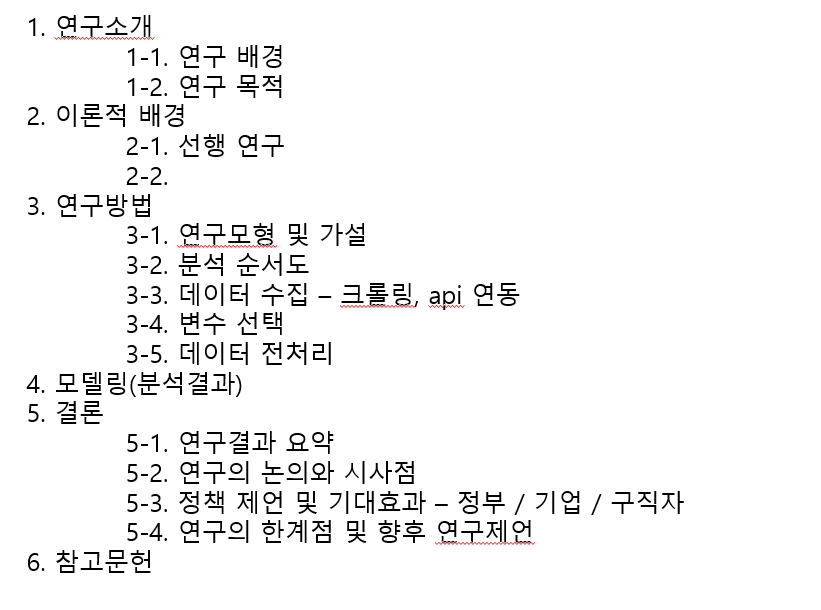 1. 연구소개
1-1. 연구 배경
1-2. 연구 목적
2. 이론적 배경
2-1. 선행 연구
2-2.
3. 연구방법
3-1. 연구모형 및 가설
3-2. 분석 순서도
3-3. 데이터 수집 – 크롤링, api 연동
3-4. 변수 선택
3-5. 데이터 전처리
4. 모델링(분석결과)
5. 결론
5-1. 연구결과 요약
5-2. 연구의 논의와 시사점
5-3. 정책 제언 및 기대효과 – 정부 / 기업 / 구직자
5-4. 연구의 한계점 및 향후 연구제언
6. 참고문헌